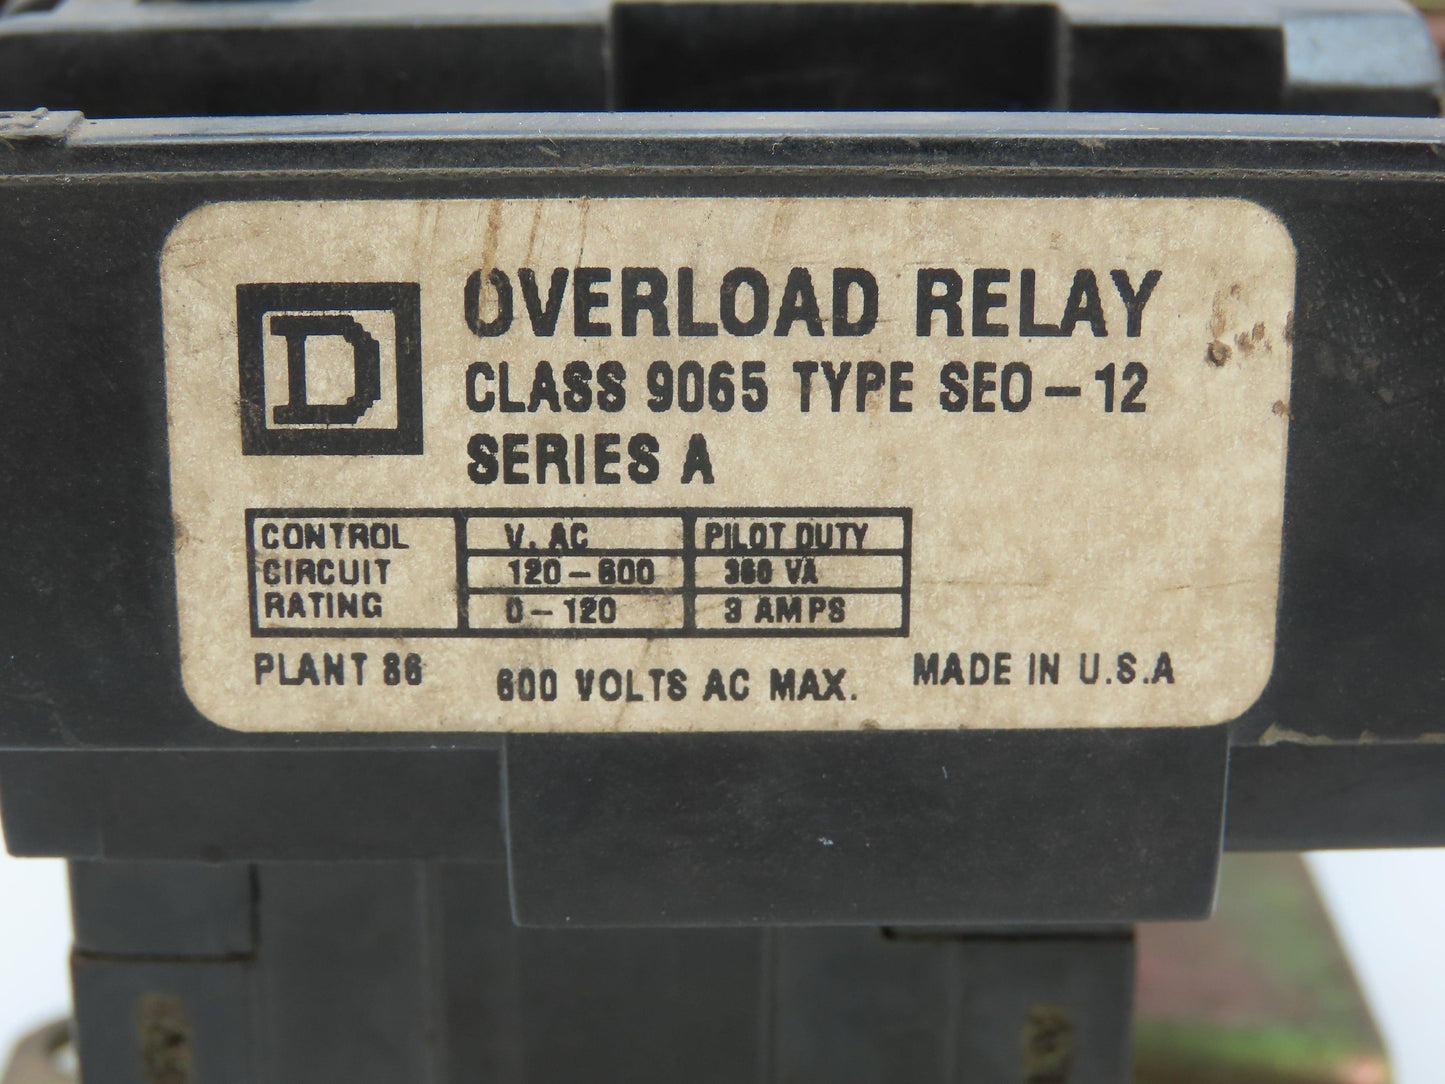 D
OVERLOAD RELAY
CLASS 9065 TYPE SEO-12
SERIES A
CONTROL CIRCUIT RATING
V. AC PILOT DUTY
120-600 360 VA
0-120 3 AMPS
PLANT 86
600 VOLTS AC MAX.
MADE IN U.S.A